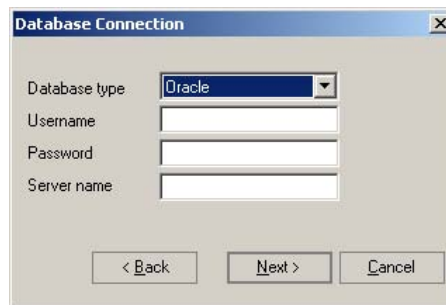 Database Connection
Database type Oracle
Username
Password
Server name
< Back Next > Cancel